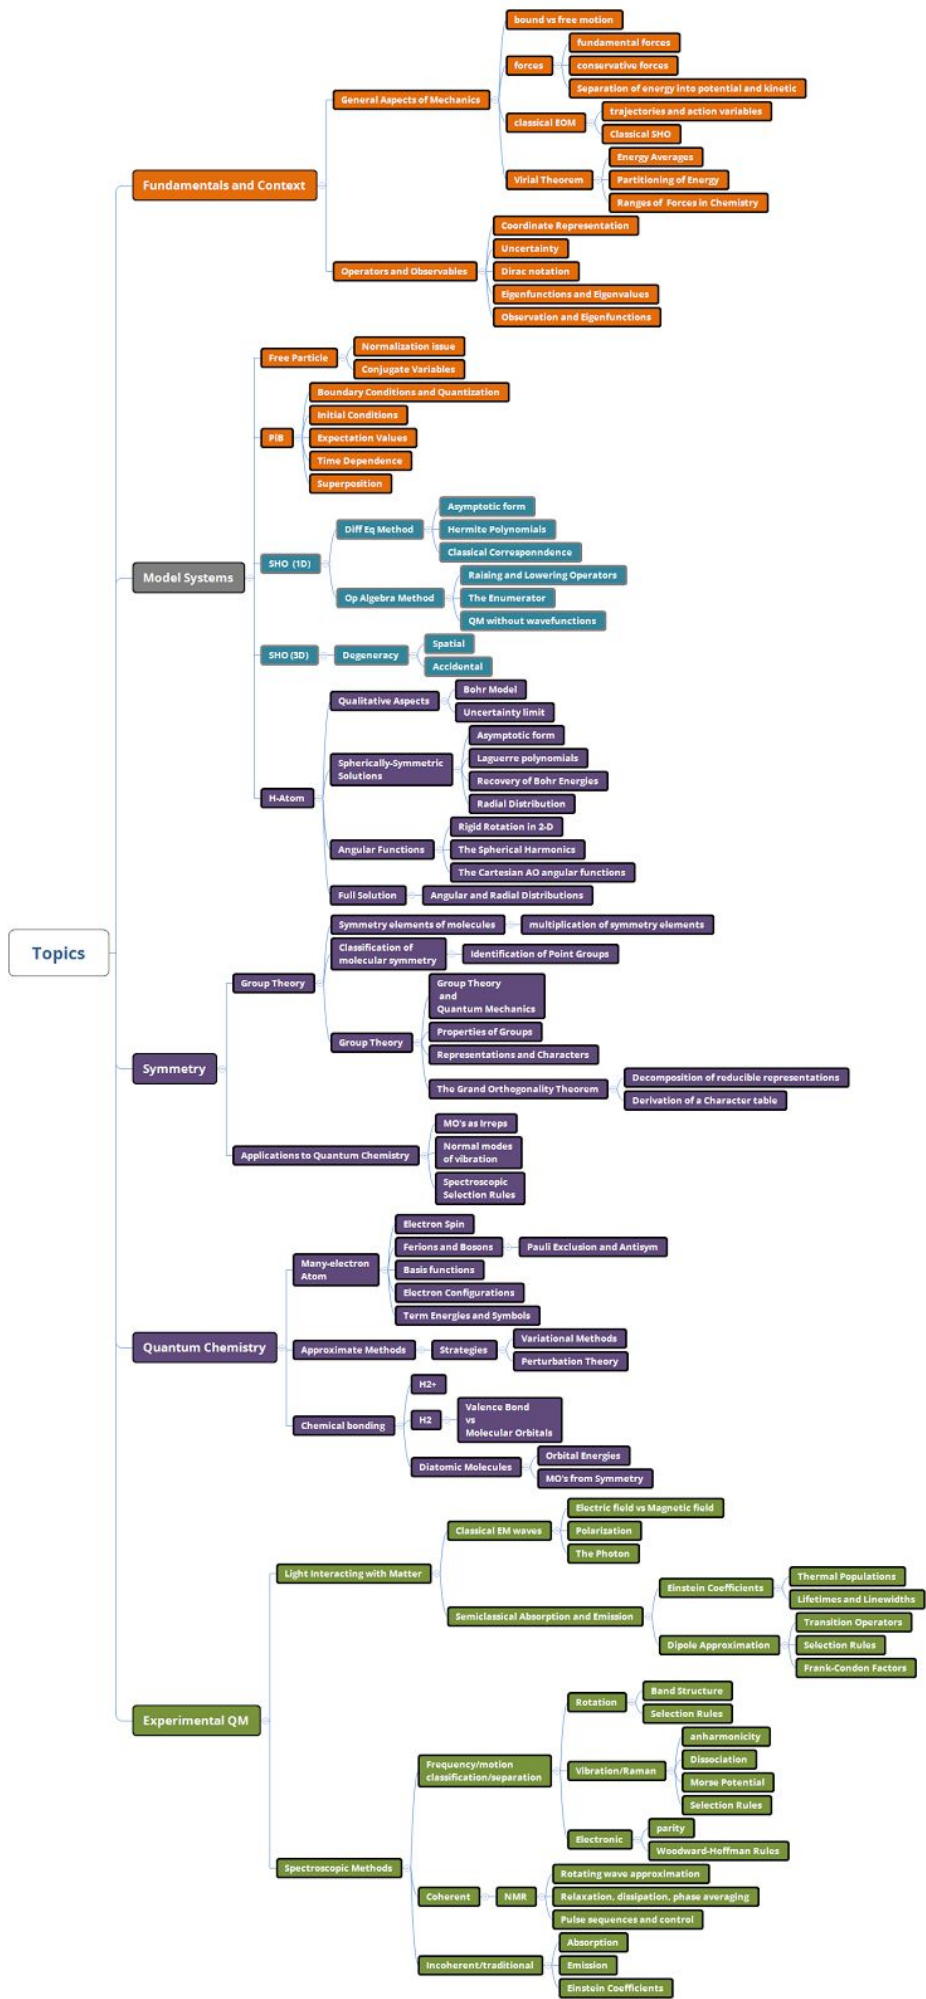 Topics
Fundamentals and Context
General Aspects of Mechanics
bound vs free motion
forces
fundamental forces
conservative forces
Separation of energy into potential and kinetic
classical EOM
trajectories and action variables
Classical SHO
Virial Theorem
Energy Averages
Partitioning of Energy
Ranges of Forces in Chemistry
Operators and Observables
Coordinate Representation
Uncertainty
Dirac notation
Eigenfunctions and Eigenvalues
Observation and Eigenfunctions
Model Systems
Free Particle
Normalization issue
Conjugate Variables
PiB
Boundary Conditions and Quantization
Initial Conditions
Expectation Values
Time Dependence
Superposition
SHO (1D)
Diff Eq Method
Asymptotic form
Hermite Polynomials
Classical Corresponndence
Op Algebra Method
Raising and Lowering Operators
The Enumerator
QM without wavefunctions
SHO (3D)
Degeneracy
Spatial
Accidental
H-Atom
Qualitative Aspects
Bohr Model
Uncertainty limit
Spherically-Symmetric
Solutions
Asymptotic form
Laguerre polynomials
Recovery of Bohr Energies
Radial Distribution
Angular Functions
Rigid Rotation in 2-D
The Spherical Harmonics
The Cartesian AO angular functions
Full Solution
Angular and Radial Distributions
Symmetry
Group Theory
Symmetry elements of molecules
multiplication of symmetry elements
Classification of
molecular symmetry
Identification of Point Groups
Group Theory
Group Theory
and
Quantum Mechanics
Properties of Groups
Representations and Characters
The Grand Orthogonality Theorem
Decomposition of reducible representations
Derivation of a Character table
Applications to Quantum Chemistry
MO's as Irreps
Normal modes
of vibration
Spectroscopic
Selection Rules
Quantum Chemistry
Many-electron
Atom
Electron Spin
Ferions and Bosons
Pauli Exclusion and Antisym
Basis functions
Electron Configurations
Term Energies and Symbols
Approximate Methods
Strategies
Variational Methods
Perturbation Theory
Chemical bonding
H2+
H2
Valence Bond
vs
Molecular Orbitals
Diatomic Molecules
Orbital Energies
MO's from Symmetry
Experimental QM
Light Interacting with Matter
Classical EM waves
Electric field vs Magnetic field
Polarization
The Photon
Semiclassical Absorption and Emission
Einstein Coefficients
Thermal Populations
Lifetimes and Linewidths
Dipole Approximation
Transition Operators
Selection Rules
Frank-Condon Factors
Spectroscopic Methods
Frequency/motion
classification/separation
Rotation
Band Structure
Selection Rules
Vibration/Raman
anharmonicity
Dissociation
Morse Potential
Selection Rules
Electronic
parity
Woodward-Hoffman Rules
Coherent
NMR
Rotating wave approximation
Relaxation, dissipation, phase averaging
Pulse sequences and control
Incoherent/traditional
Absorption
Emission
Einstein Coefficients